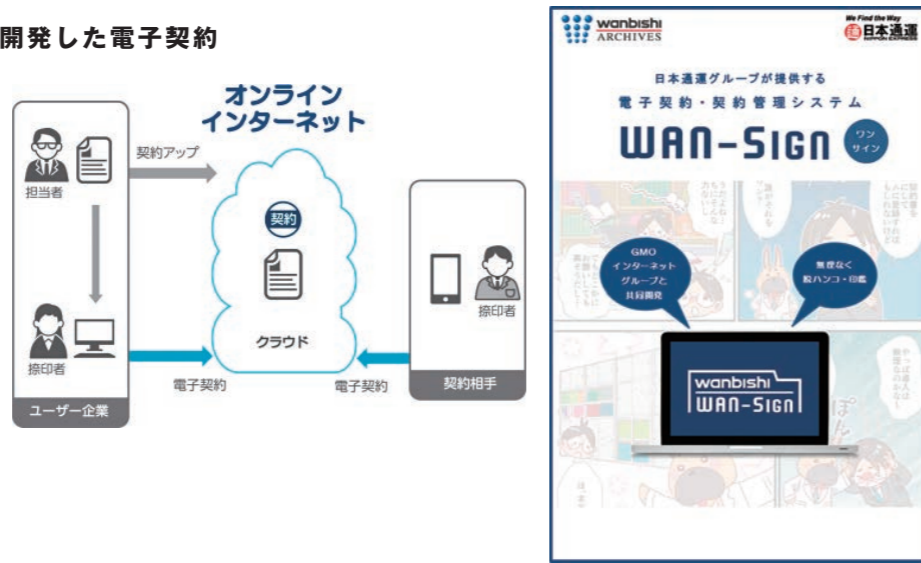 開発した電子契約
オンライン
インターネット
契約アップ
担当者
捺印者
電子契約
ユーザー企業
契約
クラウド
電子契約
捺印者
契約相手
wanbishi
ARCHIVES
We Find the Way
日本通運
NIPPON EXPRESS
日本通運グループが提供する
電子契約・契約管理システム
WAN-SIGN
ワン
サイン
GMO
インターネット
グループと
共同開発
無理なく
脱ハンコ・印鑑
wanbishi
WAN-SIGN